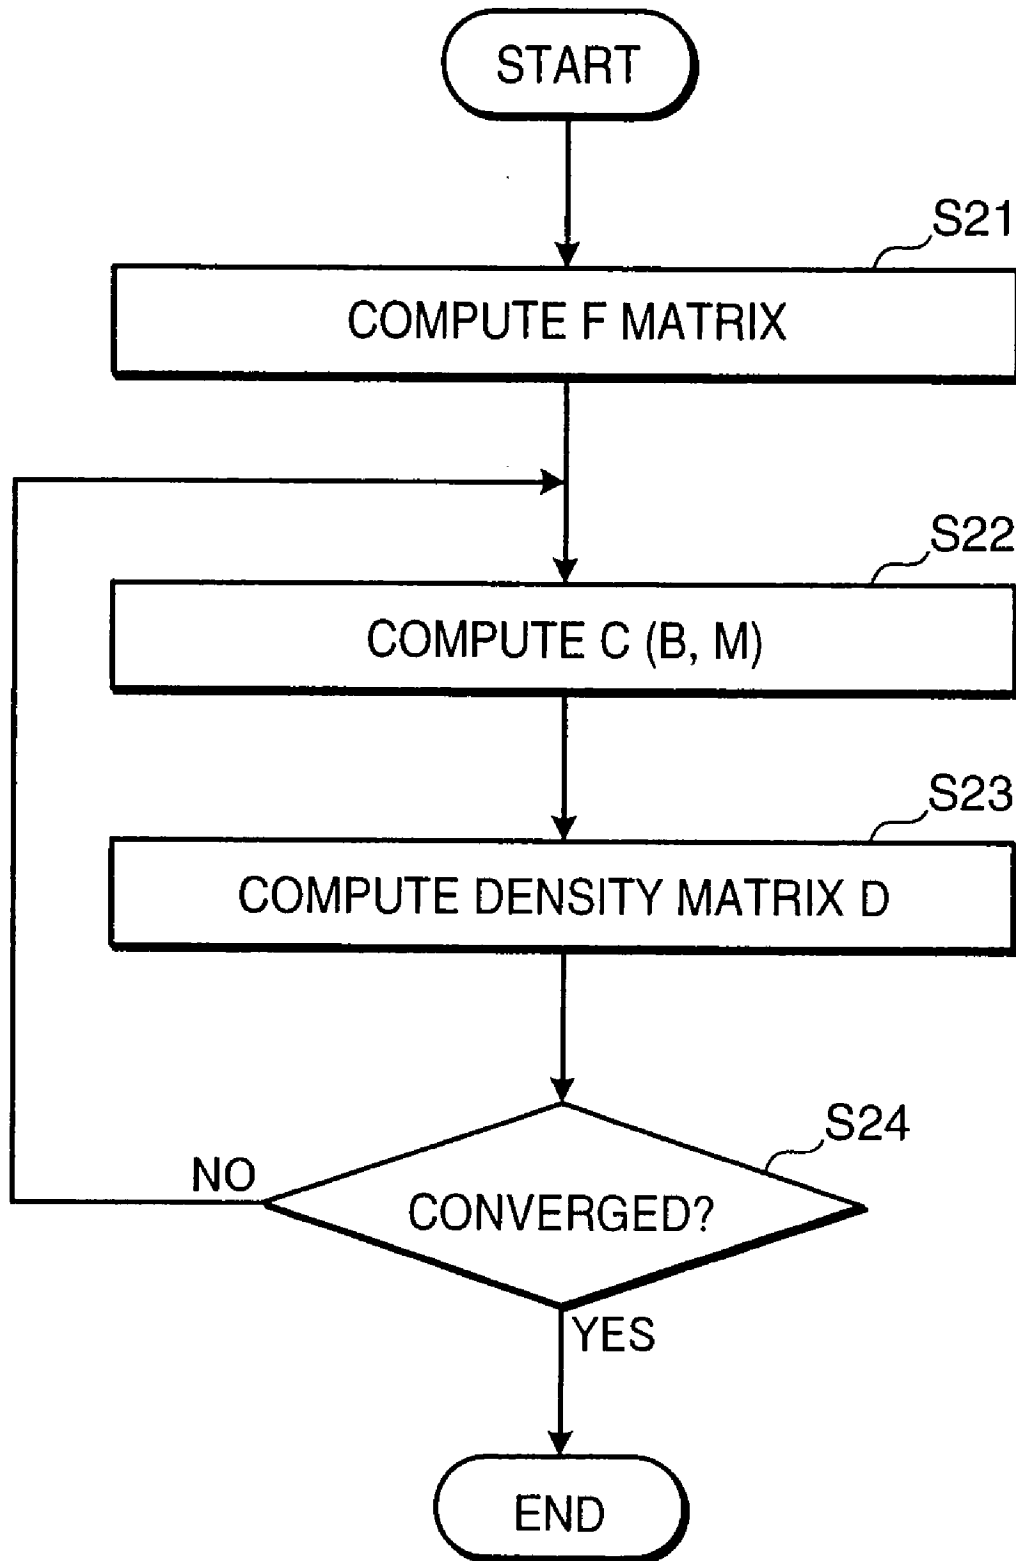 START
S21
COMPUTE F MATRIX
S22
COMPUTE C (B, M)
S23
COMPUTE DENSITY MATRIX D
S24
NO
CONVERGED?
YES
END